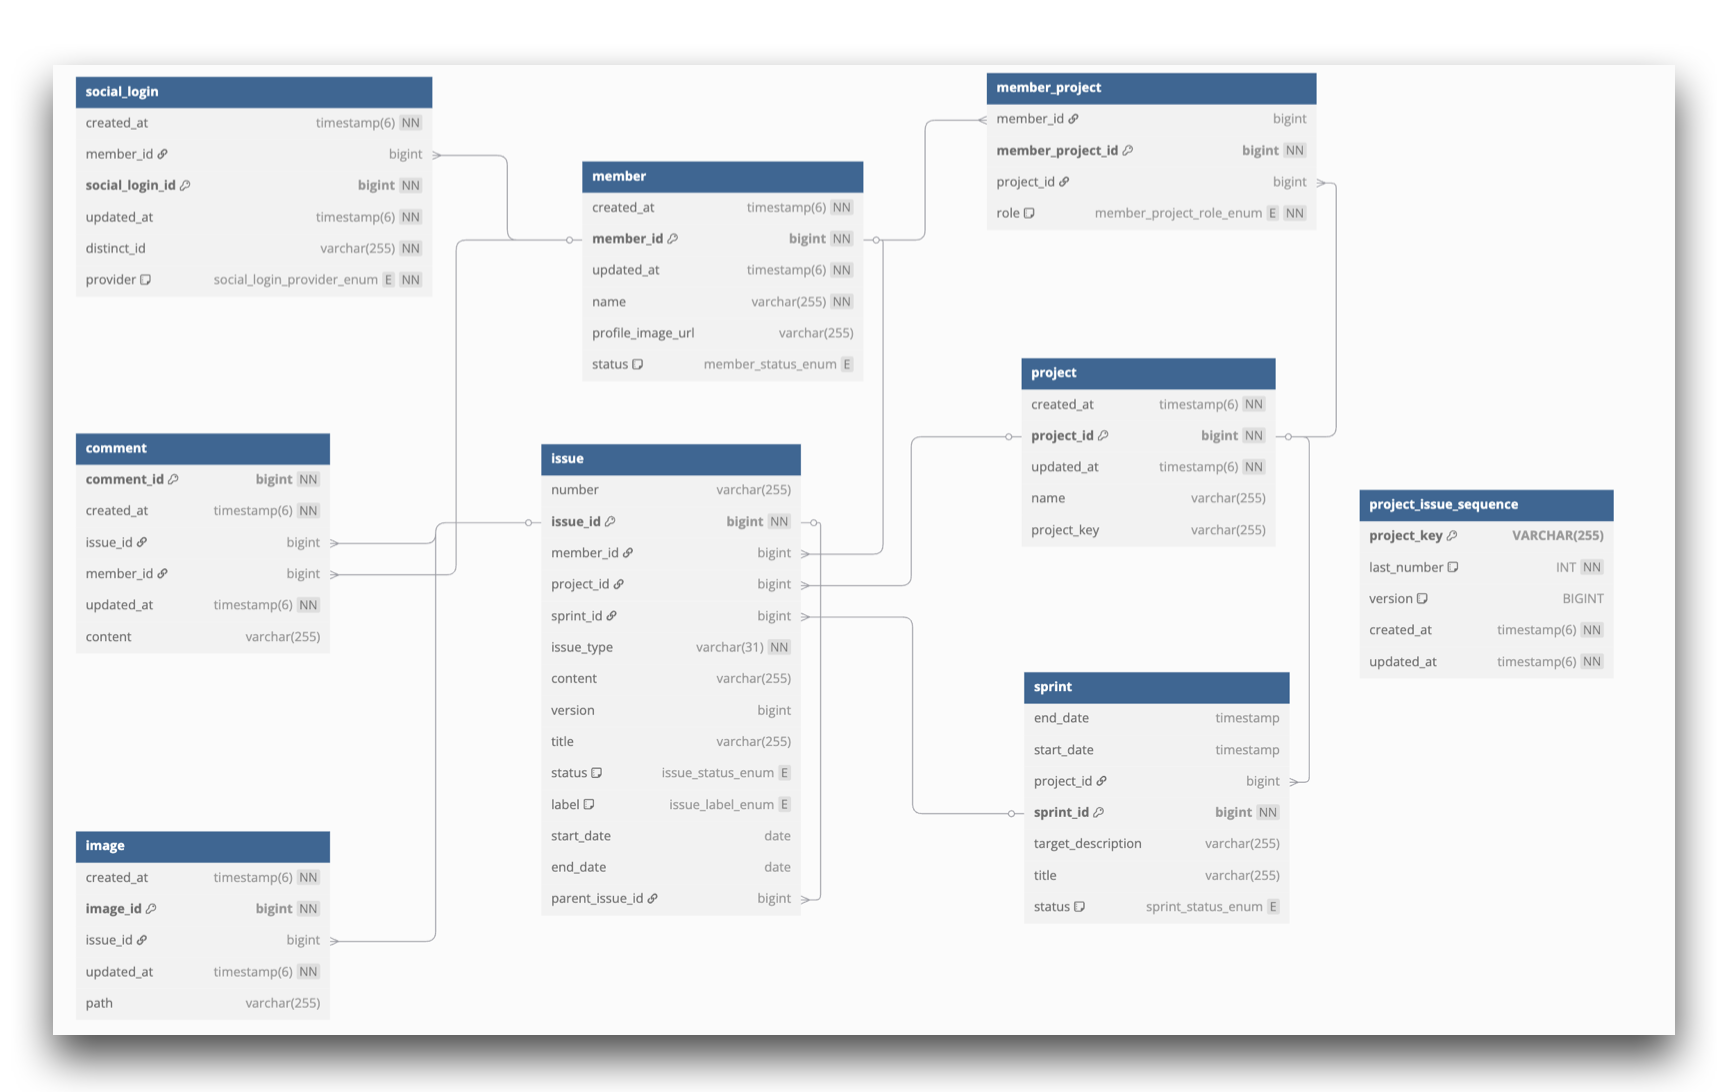 social_login
created_at timestamp(6) NN
member_id bigint
social_login_id bigint NN
updated_at timestamp(6) NN
distinct_id varchar(255) NN
provider social_login_provider_enum E NN
member
created_at timestamp(6) NN
member_id bigint NN
updated_at timestamp(6) NN
name varchar(255) NN
profile_image_url varchar(255)
status member_status_enum E
member_project
member_id bigint
member_project_id bigint NN
project_id bigint
role member_project_role_enum E NN
project
created_at timestamp(6) NN
project_id bigint NN
updated_at timestamp(6) NN
name varchar(255)
project_key varchar(255)
comment
comment_id bigint NN
created_at timestamp(6) NN
issue_id bigint
member_id bigint
updated_at timestamp(6) NN
content varchar(255)
issue
number varchar(255)
issue_id bigint NN
member_id bigint
project_id bigint
sprint_id bigint
issue_type varchar(31) NN
content varchar(255)
version bigint
title varchar(255)
status issue_status_enum E
label issue_label_enum E
start_date date
end_date date
parent_issue_id bigint
project_issue_sequence
project_key VARCHAR(255)
last_number INT NN
version BIGINT
created_at timestamp(6) NN
updated_at timestamp(6) NN
sprint
end_date timestamp
start_date timestamp
project_id bigint
sprint_id bigint NN
target_description varchar(255)
title varchar(255)
status sprint_status_enum E
image
created_at timestamp(6) NN
image_id bigint NN
issue_id bigint
updated_at timestamp(6) NN
path varchar(255)